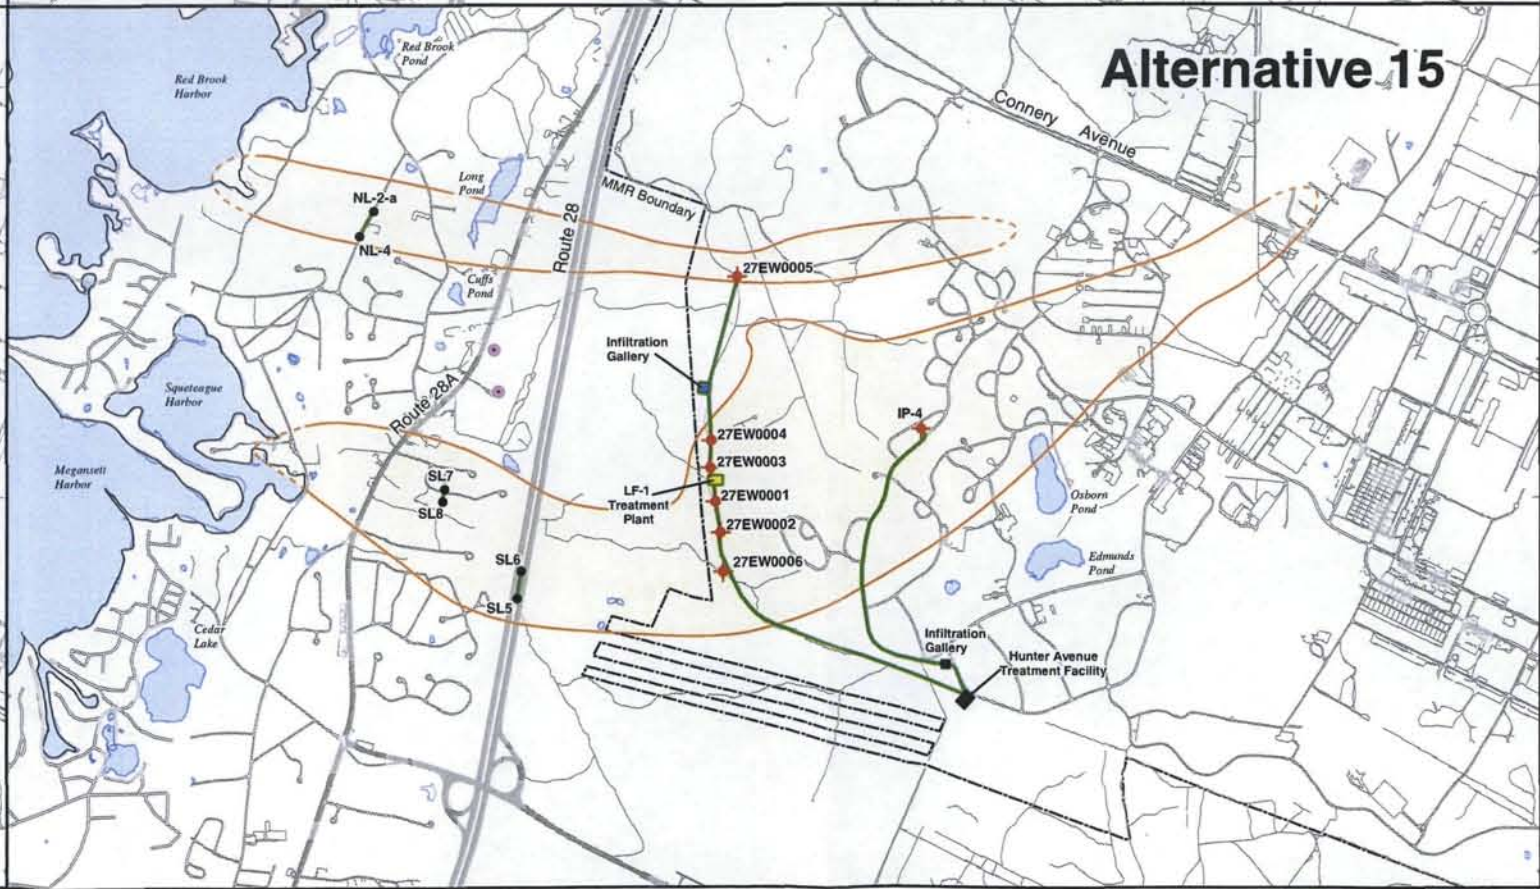 Alternative 15
Red Brook
Harbor
Red Brook
Pond
Connery Avenue
Long
Pond
MMR Boundary
NL-2-a
NL-4
Route 28
Cuffs
Pond
27EW0005
Infiltration
Gallery
Squeteague
Harbor
Route 28A
27EW0004
27EW0003
IP-4
Megansett
Harbor
SL7
SL8
LF-1
Treatment
Plant
27EW0001
27EW0002
Osborn
Pond
SL6
SL5
27EW0006
Edmunds
Pond
Cedar
Lake
Infiltration
Gallery
Hunter Avenue
Treatment Facility